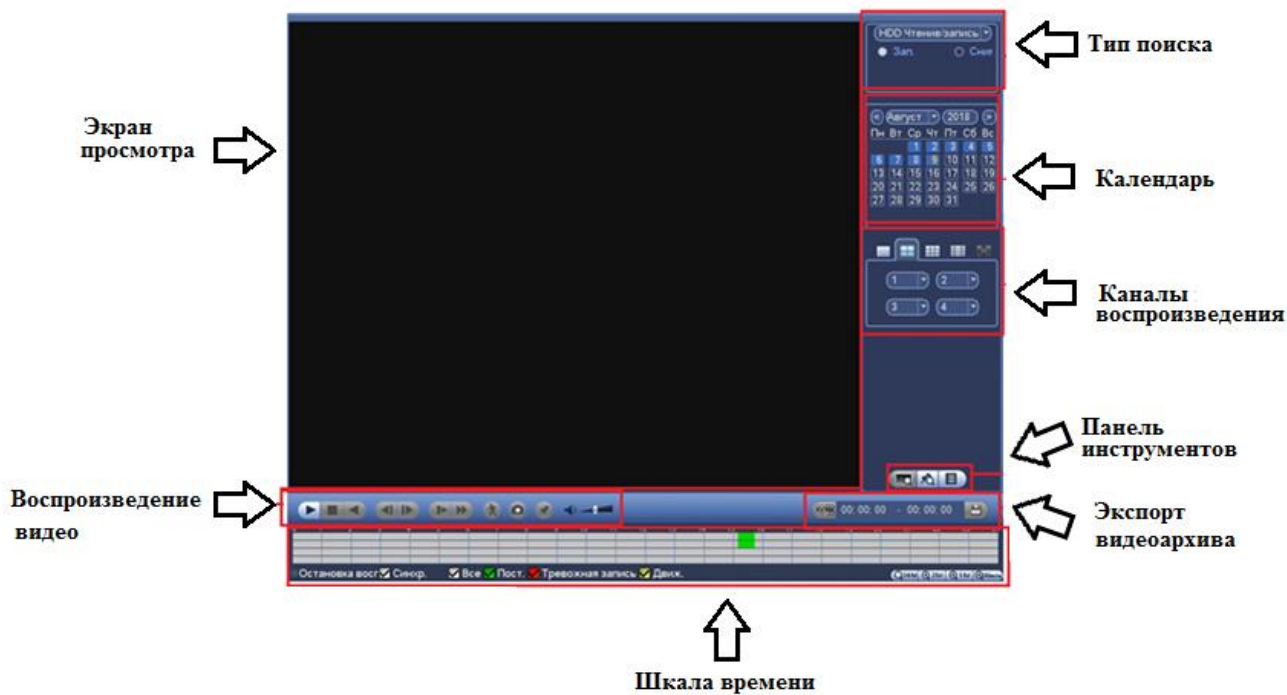 HDD Чтение/запись
Зап.
Тип поиска
Экран
просмотра
Август 2018
Пн Вт Ср Чт Пт Сб Вс
1 2 3 4 5
6 7 8 9 10 11 12
13 14 15 16 17 18 19
20 21 22 23 24 25 26
27 28 29 30 31
Календарь
1 2
3 4
Каналы
воспроизведения
Панель
инструментов
Воспроизведение
видео
00: 00: 00 - 00: 00: 00
Экспорт
видеоархива
Остановка восг Синхр. Все Пост. Тревожная запись Движ.
Шкала времени